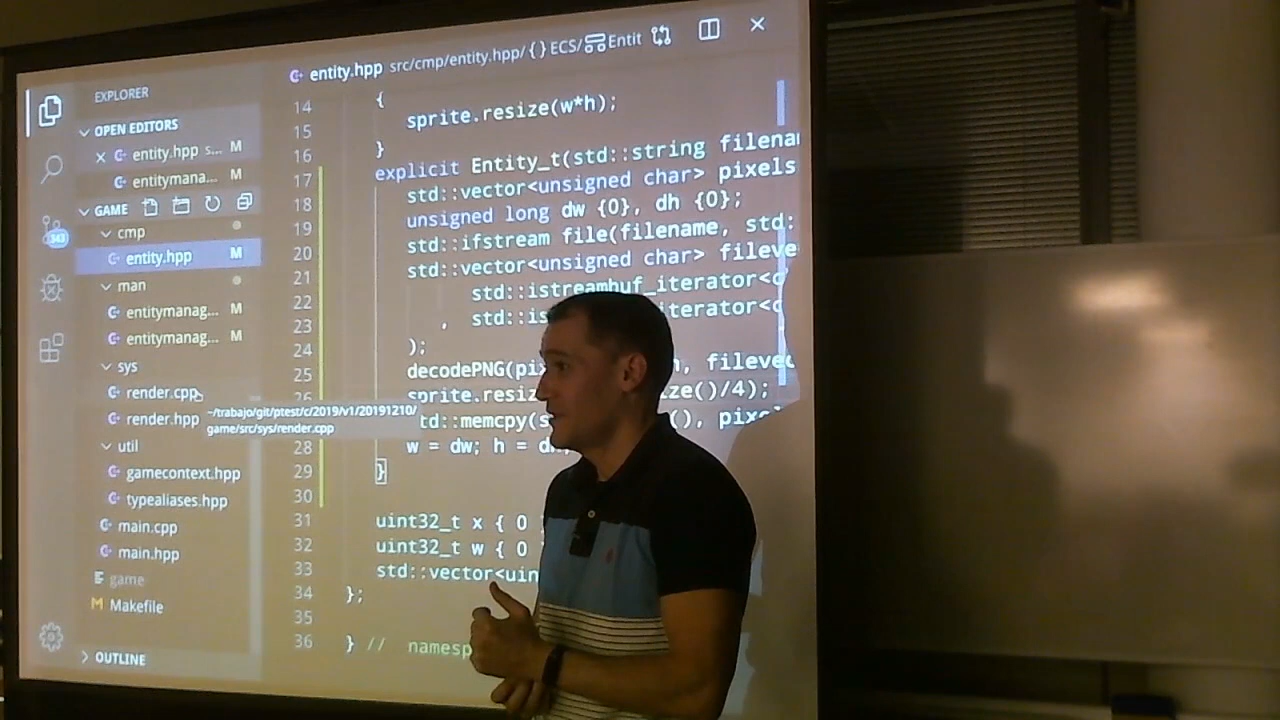 EXPLORER
OPEN EDITORS
entity.hpp s... M
entitymana... M
GAME
cmp
entity.hpp M
man
entitymanag... M
entitymanag... M
sys
render.cpp
render.hpp
~/trabajo/git/ptest/c/2019/v1/20191210/
game/src/sys/render.cpp
util
gamecontext.hpp
typealiases.hpp
main.cpp
main.hpp
game
Makefile
OUTLINE
343
entity.hpp src/cmp/entity.hpp/ {} ECS/ Entit
14 {
15 sprite.resize(w*h);
16 }
17 explicit Entity_t(std::string filena
18 std::vector<unsigned char> pixels
19 unsigned long dw {0}, dh {0};
20 std::ifstream file(filename, std:
21 std::vector<unsigned char> fileve
22 std::istreambuf_iterator<c
23 , std::is iterator<c
24 );
25 decodePNG(pix , filevec
26 sprite.resiz ize()/4);
td::memcpy(s (), pixel
28 w = dw; h = dh;
29 }
30
31 uint32_t x { 0
32 uint32_t w { 0
33 std::vector<uin
34 };
35
36 } // namesp